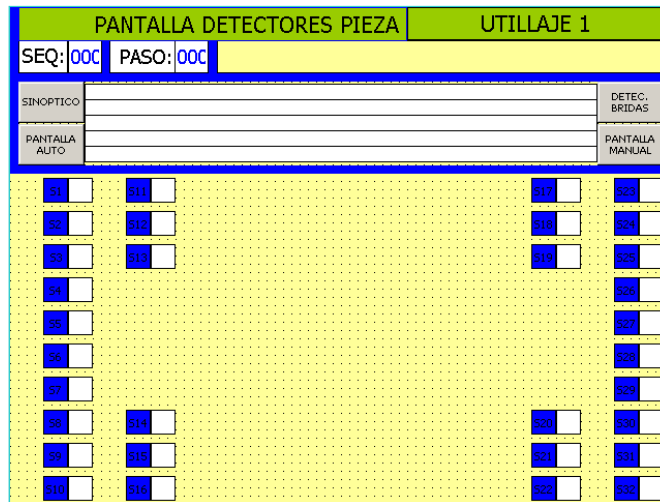 PANTALLA DETECTORES PIEZA UTILLAJE 1
SEQ: 000 PASO: 000
SINOPTICO DETEC. BRIDAS
PANTALLA AUTO PANTALLA MANUAL
S1 S11 S17 S23
S2 S12 S18 S24
S3 S13 S19 S25
S4 S26
S5 S27
S6 S28
S7 S29
S8 S14 S20 S30
S9 S15 S21 S31
S10 S16 S22 S32